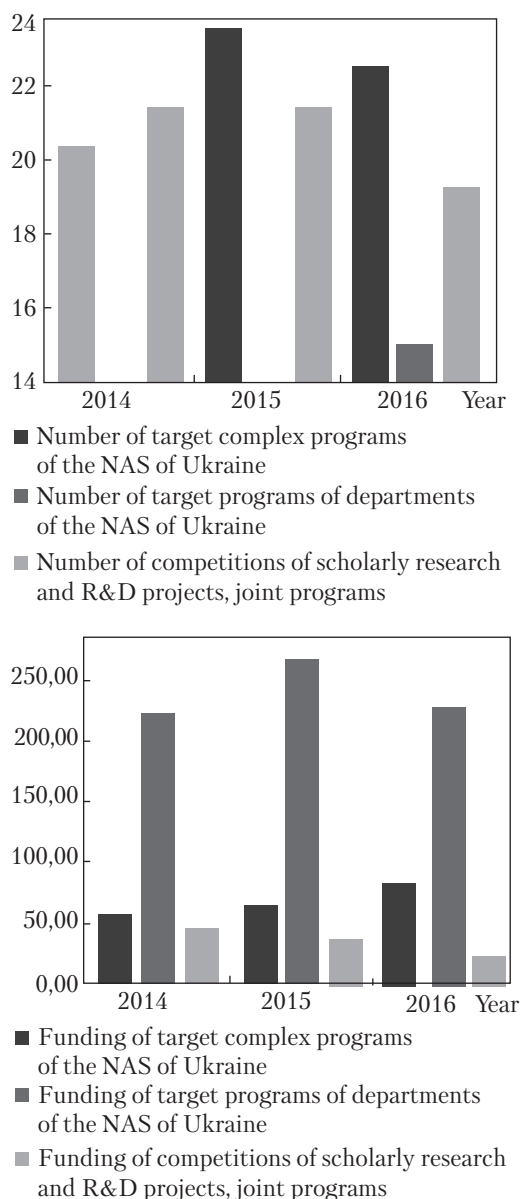 24
22
20
18
16
14
2014 2015 2016 Year
Number of target complex programs
of the NAS of Ukraine
Number of target programs of departments
of the NAS of Ukraine
Number of competitions of scholarly research
and R&D projects, joint programs
250,00
200,00
150,00
100,00
50,00
0,00
2014 2015 2016 Year
Funding of target complex programs
of the NAS of Ukraine
Funding of target programs of departments
of the NAS of Ukraine
Funding of competitions of scholarly research
and R&D projects, joint programs